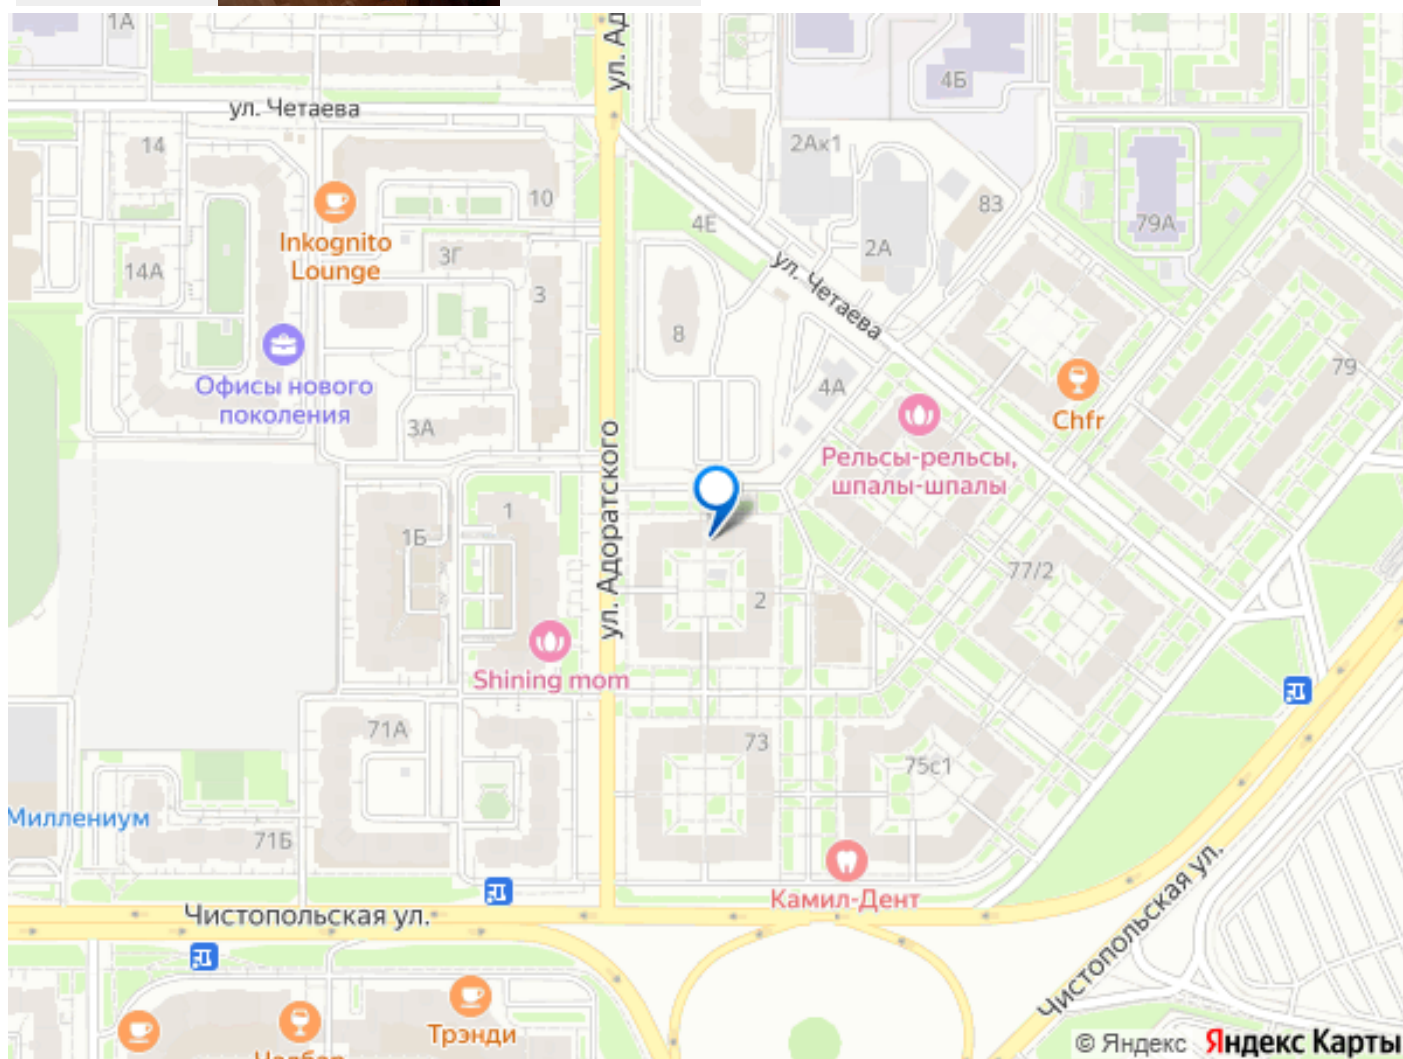 1А
ул. Ад
4Б
ул. Четаева
14
2Ак1
10
83
4Е
79А
Inkognito
Lounge
3Г
2А
14А
ул. Четаева
3
8
79
Офисы нового
поколения
4А
Chfr
3А
ул. Адоратского
Рельсы-рельсы,
шпалы-шпалы
1
1Б
77/2
2
Shining mom
71А
73
75с1
Миллениум
71Б
Камил-Дент
Чистопольская ул.
Чистопольская ул.
Трэнди
© Яндекс Яндекс Карты